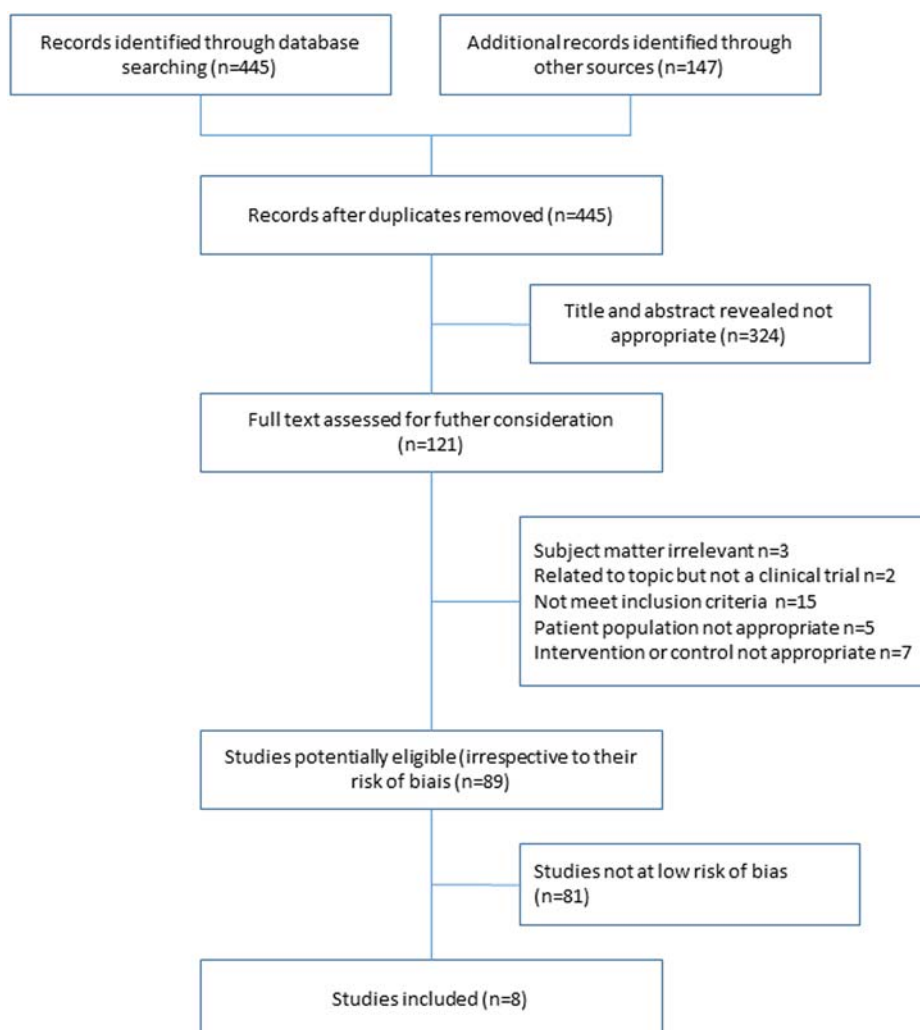 Records identified through database
searching (n=445)
Additional records identified through
other sources (n=147)
Records after duplicates removed (n=445)
Title and abstract revealed not
appropriate (n=324)
Full text assessed for futher consideration
(n=121)
Subject matter irrelevant n=3
Related to topic but not a clinical trial n=2
Not meet inclusion criteria n=15
Patient population not appropriate n=5
Intervention or control not appropriate n=7
Studies potentially eligible (irrespective to their
risk of biais (n=89)
Studies not at low risk of bias
(n=81)
Studies included (n=8)